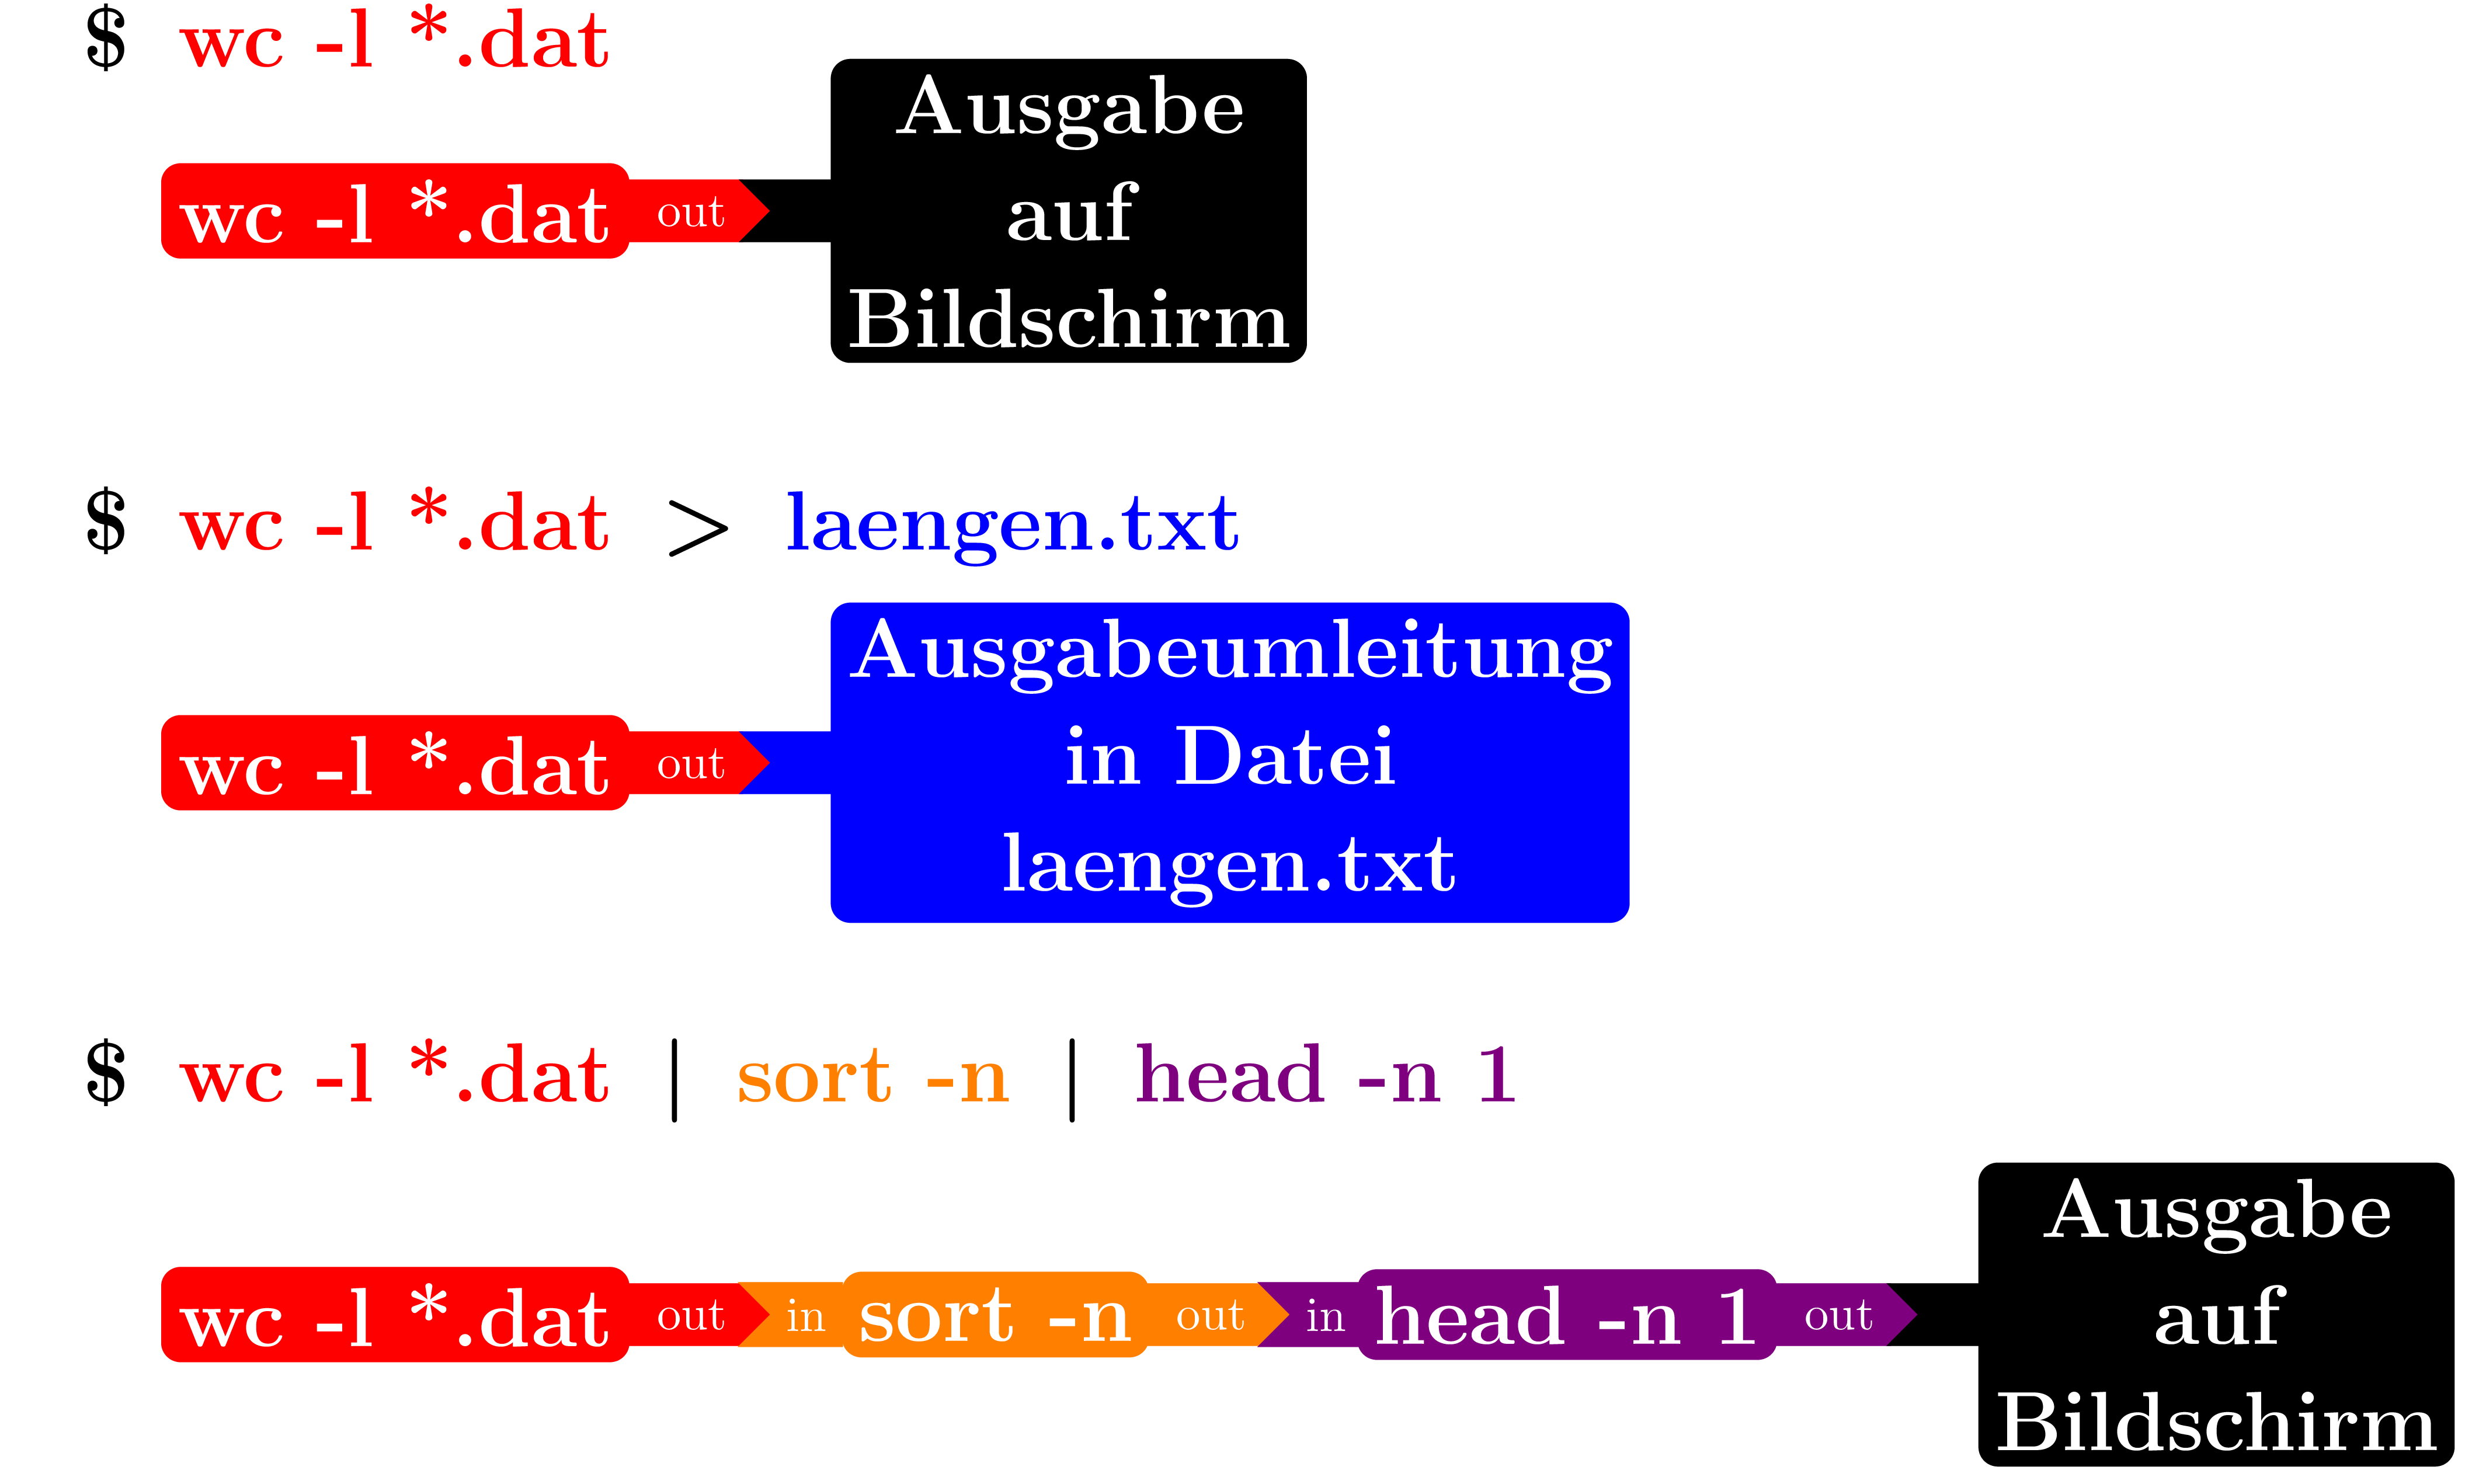 $ wc -l *.dat
wc -l *.dat out Ausgabe
auf
Bildschirm
$ wc -l *.dat > laengen.txt
wc -l *.dat out Ausgabeumleitung
in Datei
laengen.txt
$ wc -l *.dat | sort -n | head -n 1
wc -l *.dat out in sort -n out in head -n 1 out Ausgabe
auf
Bildschirm